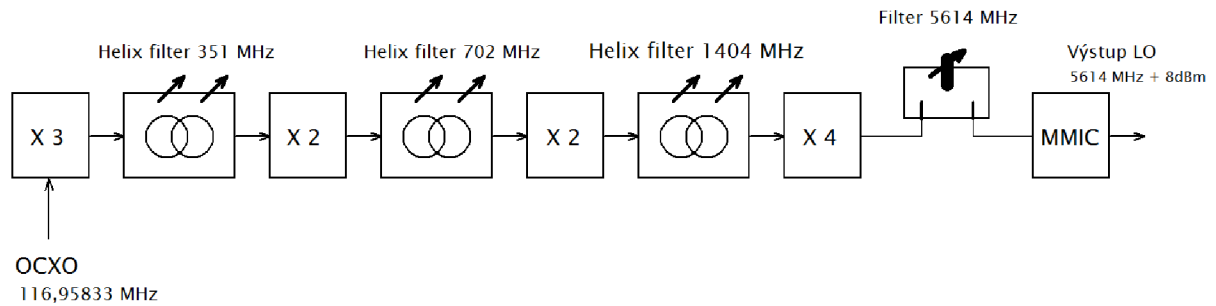 Filter 5614 MHz
Helix filter 351 MHz
Helix filter 702 MHz
Helix filter 1404 MHz
Výstup LO
5614 MHz + 8dBm
X 3
X 2
X 2
X 4
MMIC
OCXO
116,95833 MHz